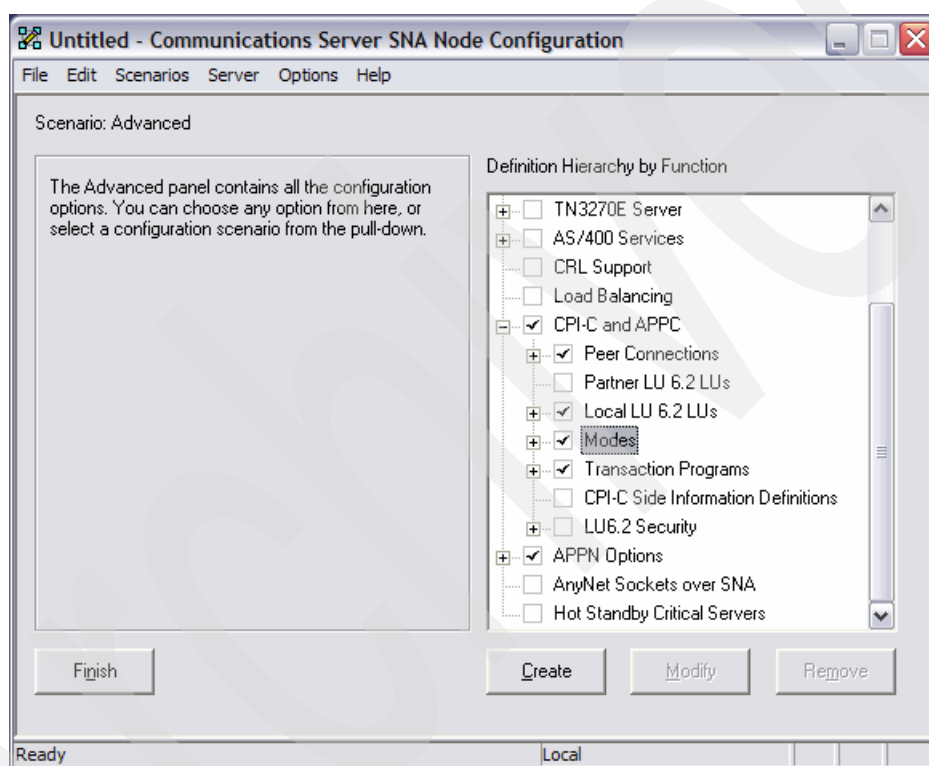 Untitled - Communications Server SNA Node Configuration
File Edit Scenarios Server Options Help
Scenario: Advanced
The Advanced panel contains all the configuration
options. You can choose any option from here, or
select a configuration scenario from the pull-down.
Definition Hierarchy by Function
TN3270E Server
AS/400 Services
CRL Support
Load Balancing
CPI-C and APPC
Peer Connections
Partner LU 6.2 LUs
Local LU 6.2 LUs
Modes
Transaction Programs
CPI-C Side Information Definitions
LU6.2 Security
APPN Options
AnyNet Sockets over SNA
Hot Standby Critical Servers
Finish
Create
Modify
Remove
Ready
Local